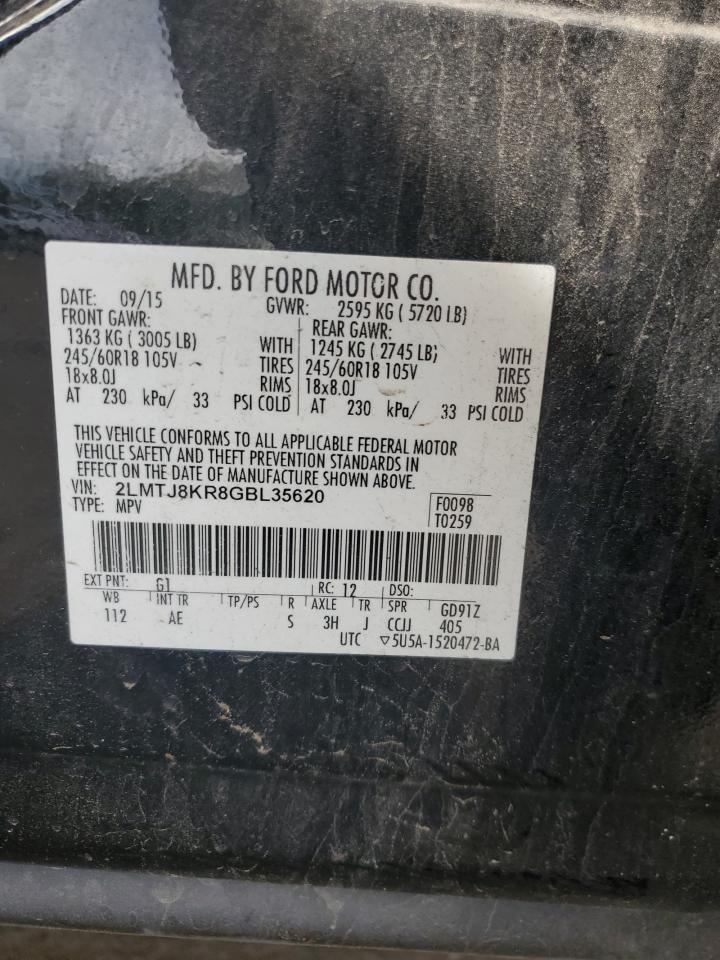 MFD. BY FORD MOTOR CO.
DATE: 09/15 GVWR: 2595 KG ( 5720 LB)
FRONT GAWR: REAR GAWR:
1363 KG ( 3005 LB) WITH 1245 KG ( 2745 LB) WITH
245/60R18 105V TIRES 245/60R18 105V TIRES
18x8.0J RIMS 18x8.0J RIMS
AT 230 kPa/ 33 PSI COLD AT 230 kPa/ 33 PSI COLD
THIS VEHICLE CONFORMS TO ALL APPLICABLE FEDERAL MOTOR
VEHICLE SAFETY AND THEFT PREVENTION STANDARDS IN
EFFECT ON THE DATE OF MANUFACTURE SHOWN ABOVE.
VIN: 2LMTJ8KR8GBL35620 F0098
TYPE: MPV T0259
EXT PNT: G1 RC: 12 DSO:
WB INT TR TP/PS R AXLE TR SPR GD91Z
112 AE S 3H J CCJJ 405
UTC ▽5U5A-1520472-BA